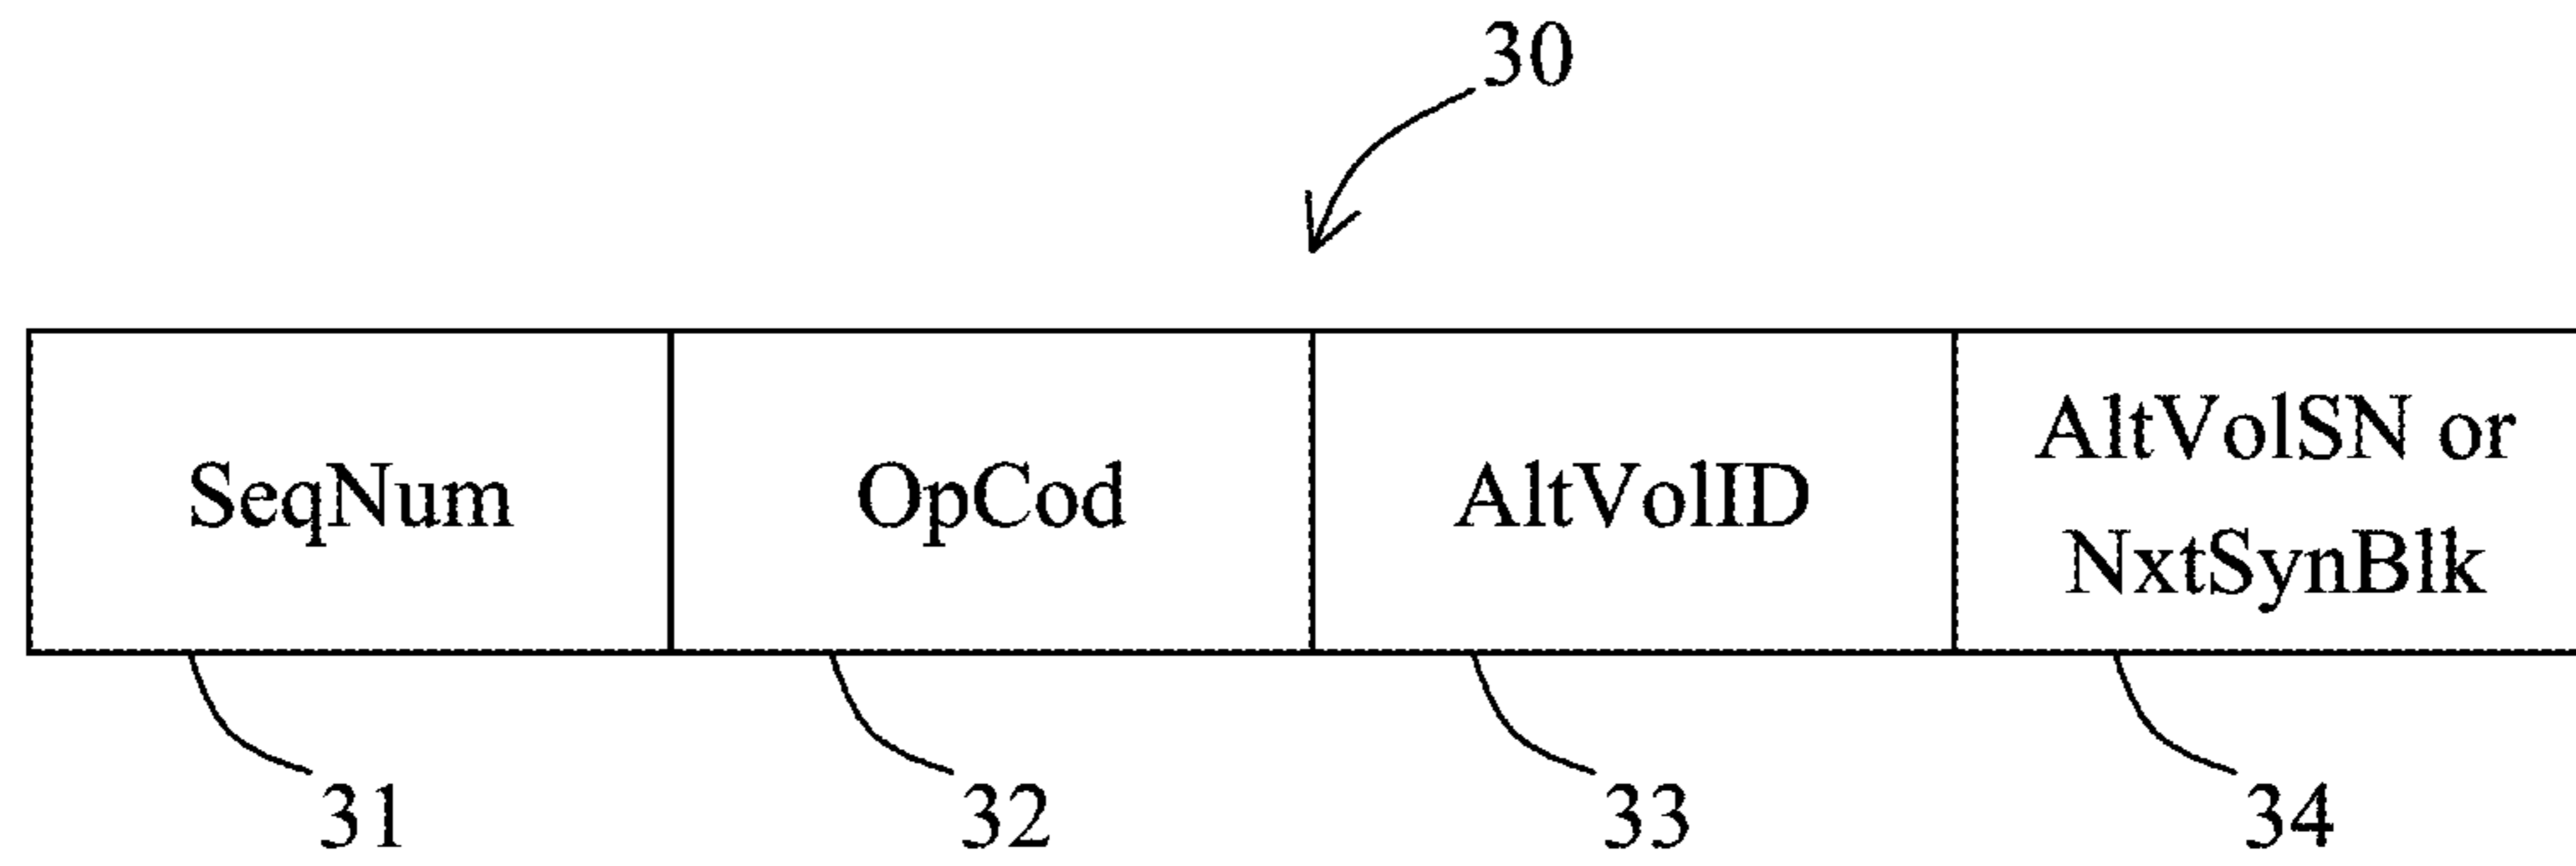 30
SeqNum
OpCod
AltVolID
AltVolSN or
NxtSynBlk
31
32
33
34